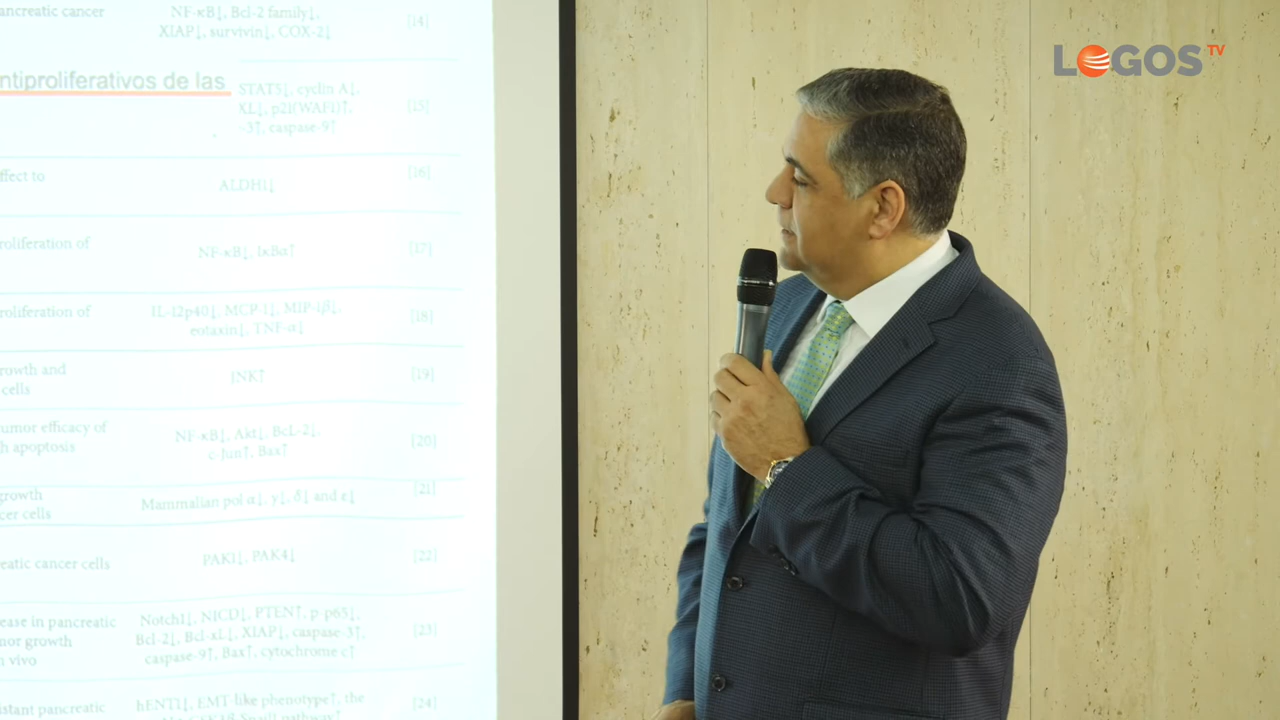 LOGOS TV
ancreatic cancer
NF-κB↓, Bcl-2 family↓,
XIAP↓, survivin↓, COX-2↓
[14]
ntiproliferativos de las
STAT5↓, cyclin A↓,
XL↓, p21(WAF1)↑,
-3↑, caspase-9↑
[15]
ffect to
ALDH1↓
[16]
roliferation of
NF-κB↓, IκBα↑
[17]
roliferation of
IL-12p40↓, MCP-1↓, MIP-1β↓,
eotaxin↓, TNF-α↓
[18]
rowth and
cells
JNK↑
[19]
tumor efficacy of
h apoptosis
NF-κB↓, Akt↓, BcL-2↓,
c-Jun↑, Bax↑
[20]
growth
cer cells
Mammalian pol α↓, γ↓, δ↓ and ε↓
[21]
eatic cancer cells
PAK1↓, PAK4↓
[22]
ease in pancreatic
mor growth
n vivo
Notch1↓, NICD↓, PTEN↑, p-p65↓,
Bcl-2↓, Bcl-xL↓, XIAP↓, caspase-3↑,
caspase-9↑, Bax↑, cytochrome c↑
[23]
istant pancreatic
hENT1↓, EMT-like phenotype↑, the
[24]